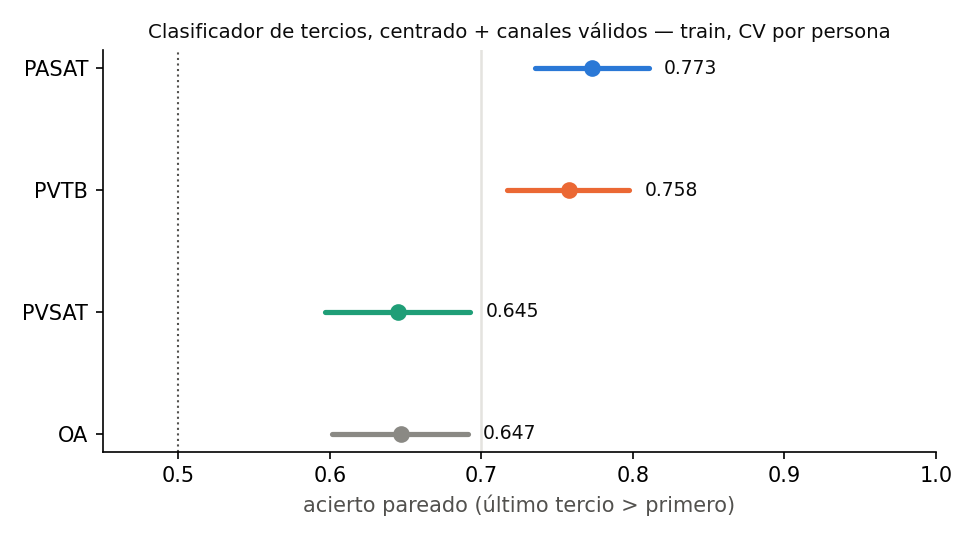 Clasificador de tercios, centrado + canales válidos — train, CV por persona
PASAT
0.773
PVTB
0.758
PVSAT
0.645
OA
0.647
0.5 0.6 0.7 0.8 0.9 1.0
acierto pareado (último tercio > primero)